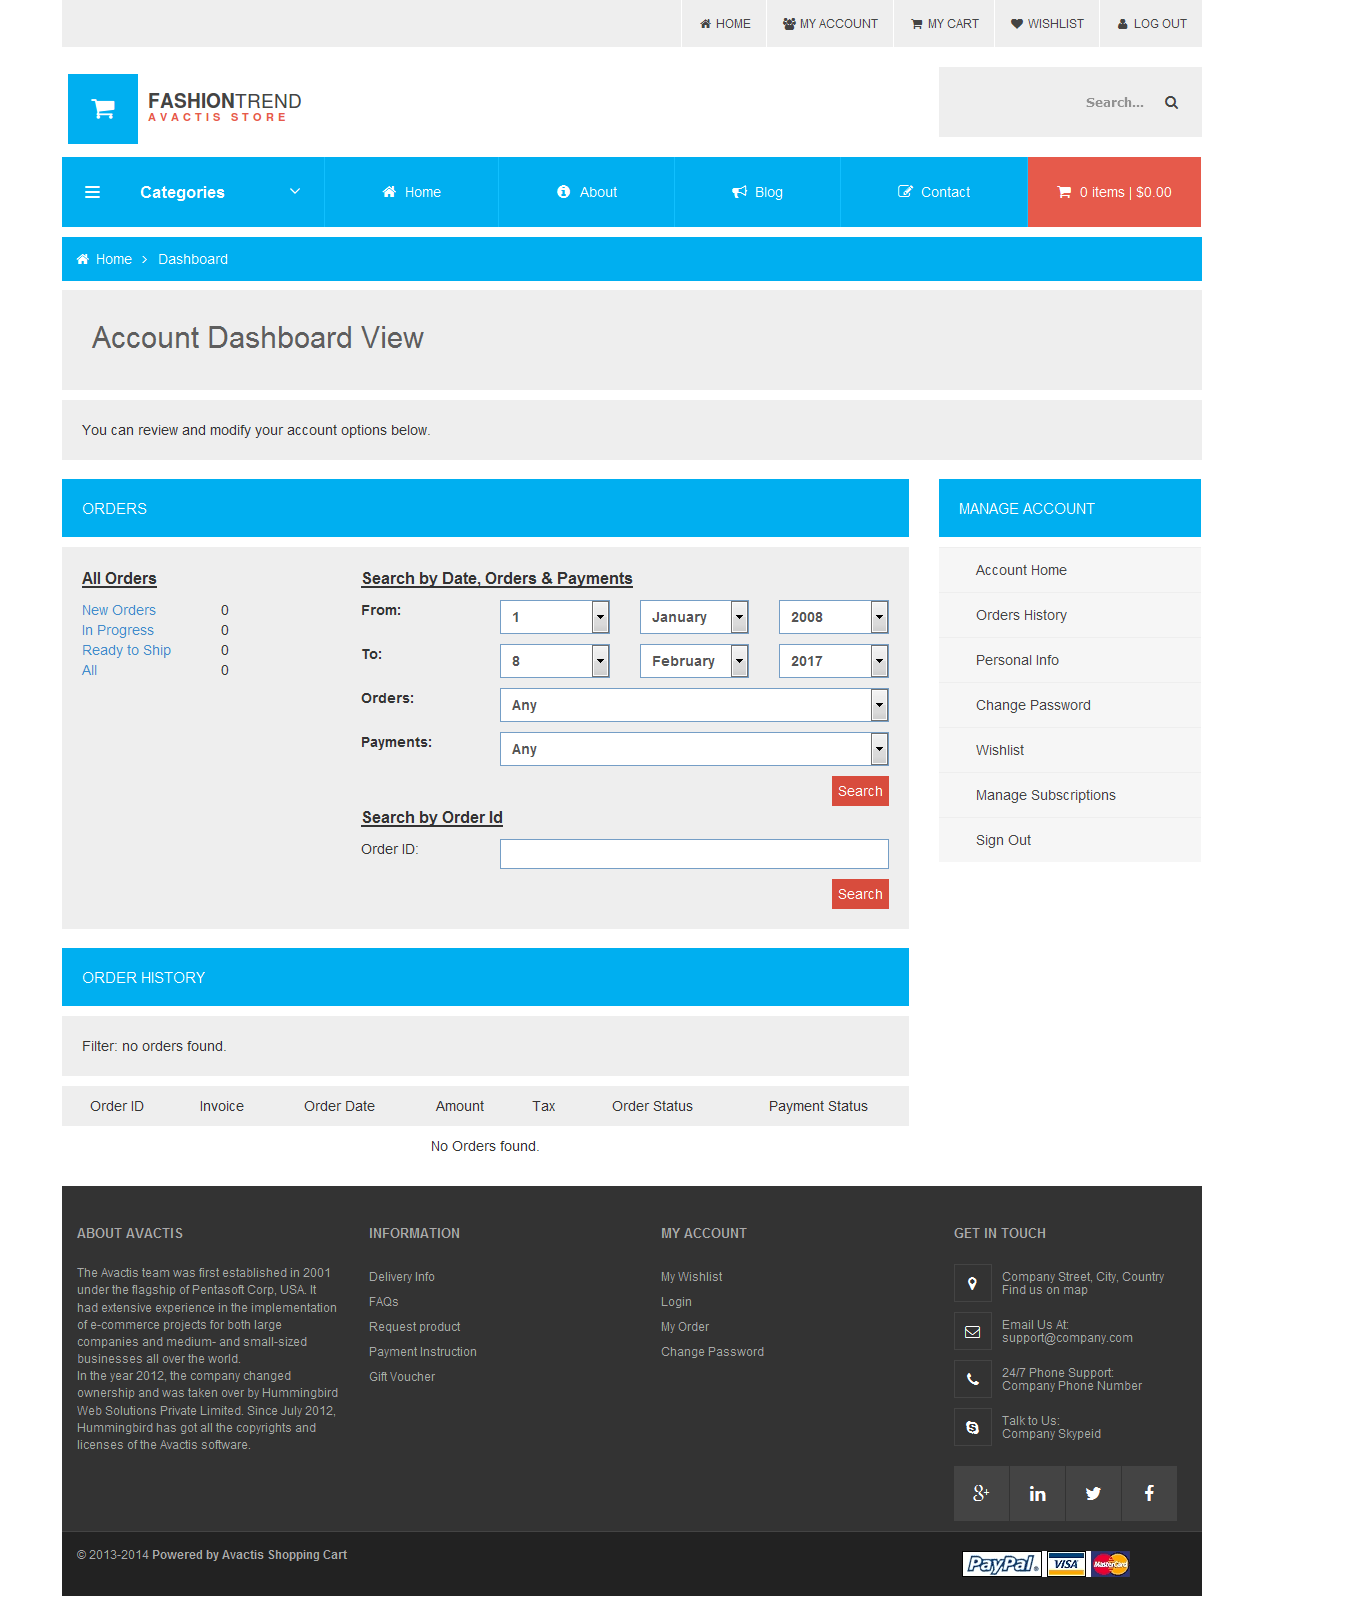 HOME MY ACCOUNT MY CART WISHLIST LOG OUT
FASHIONTREND
AVACTIS STORE
Search...
Categories Home About Blog Contact 0 items | $0.00
Home > Dashboard
Account Dashboard View
You can review and modify your account options below.
ORDERS
All Orders
New Orders 0
In Progress 0
Ready to Ship 0
All 0
Search by Date, Orders & Payments
From: 1 January 2008
To: 8 February 2017
Orders: Any
Payments: Any
Search
Search by Order Id
Order ID:
Search
MANAGE ACCOUNT
Account Home
Orders History
Personal Info
Change Password
Wishlist
Manage Subscriptions
Sign Out
ORDER HISTORY
Filter: no orders found.
Order ID Invoice Order Date Amount Tax Order Status Payment Status
No Orders found.
ABOUT AVACTIS
The Avactis team was first established in 2001
under the flagship of Pentasoft Corp, USA. It
had extensive experience in the implementation
of e-commerce projects for both large
companies and medium- and small-sized
businesses all over the world.
In the year 2012, the company changed
ownership and was taken over by Hummingbird
Web Solutions Private Limited. Since July 2012,
Hummingbird has got all the copyrights and
licenses of the Avactis software.
INFORMATION
Delivery Info
FAQs
Request product
Payment Instruction
Gift Voucher
MY ACCOUNT
My Wishlist
Login
My Order
Change Password
GET IN TOUCH
Company Street, City, Country
Find us on map
Email Us At:
support@company.com
24/7 Phone Support:
Company Phone Number
Talk to Us:
Company Skypeid
© 2013-2014 Powered by Avactis Shopping Cart
PayPal VISA MasterCard